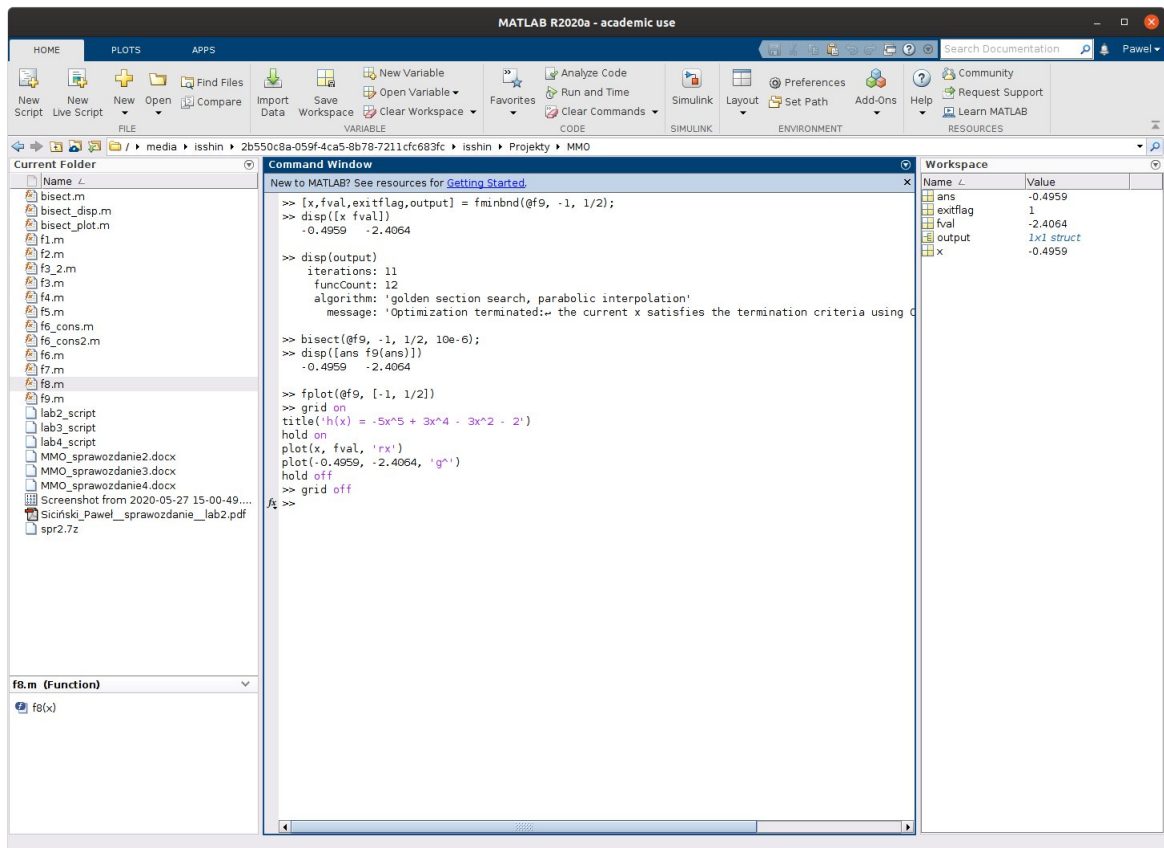 MATLAB R2020a - academic use
HOME PLOTS APPS
Search Documentation Pawel
New Script
New Live Script
New
Open
Find Files
Compare
Import Data
Save Workspace
New Variable
Open Variable
Clear Workspace
Favorites
Analyze Code
Run and Time
Clear Commands
Simulink
Layout
Preferences
Set Path
Add-Ons
Help
Community
Request Support
Learn MATLAB
FILE VARIABLE CODE SIMULINK ENVIRONMENT RESOURCES
/ media isshin 2b550c8a-059f-4ca5-8b78-7211cfc683fc isshin Projekty MMO
Current Folder
Name
bisect.m
bisect_disp.m
bisect_plot.m
f1.m
f2.m
f3_2.m
f3.m
f4.m
f5.m
f6_cons.m
f6_cons2.m
f6.m
f7.m
f8.m
f9.m
lab2_script
lab3_script
lab4_script
MMO_sprawozdanie2.docx
MMO_sprawozdanie3.docx
MMO_sprawozdanie4.docx
Screenshot from 2020-05-27 15-00-49....
Siciński_Paweł__sprawozdanie__lab2.pdf
spr2.7z
f8.m (Function)
f8(x)
Command Window
New to MATLAB? See resources for Getting Started.
>> [x,fval,exitflag,output] = fminbnd(@f9, -1, 1/2);
>> disp([x fval])
-0.4959 -2.4064
>> disp(output)
iterations: 11
funcCount: 12
algorithm: 'golden section search, parabolic interpolation'
message: 'Optimization terminated:↵ the current x satisfies the termination criteria using O
>> bisect(@f9, -1, 1/2, 10e-6);
>> disp([ans f9(ans)])
-0.4959 -2.4064
>> fplot(@f9, [-1, 1/2])
>> grid on
title('h(x) = -5x^5 + 3x^4 - 3x^2 - 2')
hold on
plot(x, fval, 'rx')
plot(-0.4959, -2.4064, 'g^')
hold off
>> grid off
fx >>
Workspace
Name Value
ans -0.4959
exitflag 1
fval -2.4064
output 1x1 struct
x -0.4959